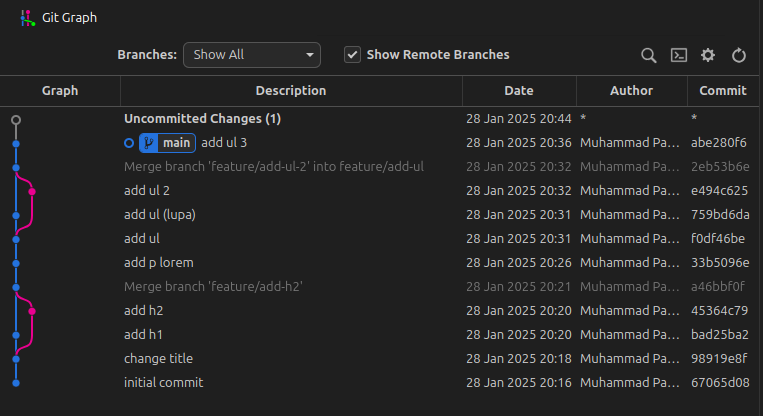 Git Graph
Branches: Show All Show Remote Branches
Graph Description Date Author Commit
Uncommitted Changes (1) 28 Jan 2025 20:44 * *
main add ul 3 28 Jan 2025 20:36 Muhammad Pa... abe280f6
Merge branch 'feature/add-ul-2' into feature/add-ul 28 Jan 2025 20:32 Muhammad Pa... 2eb53b6e
add ul 2 28 Jan 2025 20:32 Muhammad Pa... e494c625
add ul (lupa) 28 Jan 2025 20:31 Muhammad Pa... 759bd6da
add ul 28 Jan 2025 20:31 Muhammad Pa... f0df46be
add p lorem 28 Jan 2025 20:26 Muhammad Pa... 33b5096e
Merge branch 'feature/add-h2' 28 Jan 2025 20:21 Muhammad Pa... a46bbf0f
add h2 28 Jan 2025 20:20 Muhammad Pa... 45364c79
add h1 28 Jan 2025 20:20 Muhammad Pa... bad25ba2
change title 28 Jan 2025 20:18 Muhammad Pa... 98919e8f
initial commit 28 Jan 2025 20:16 Muhammad Pa... 67065d08